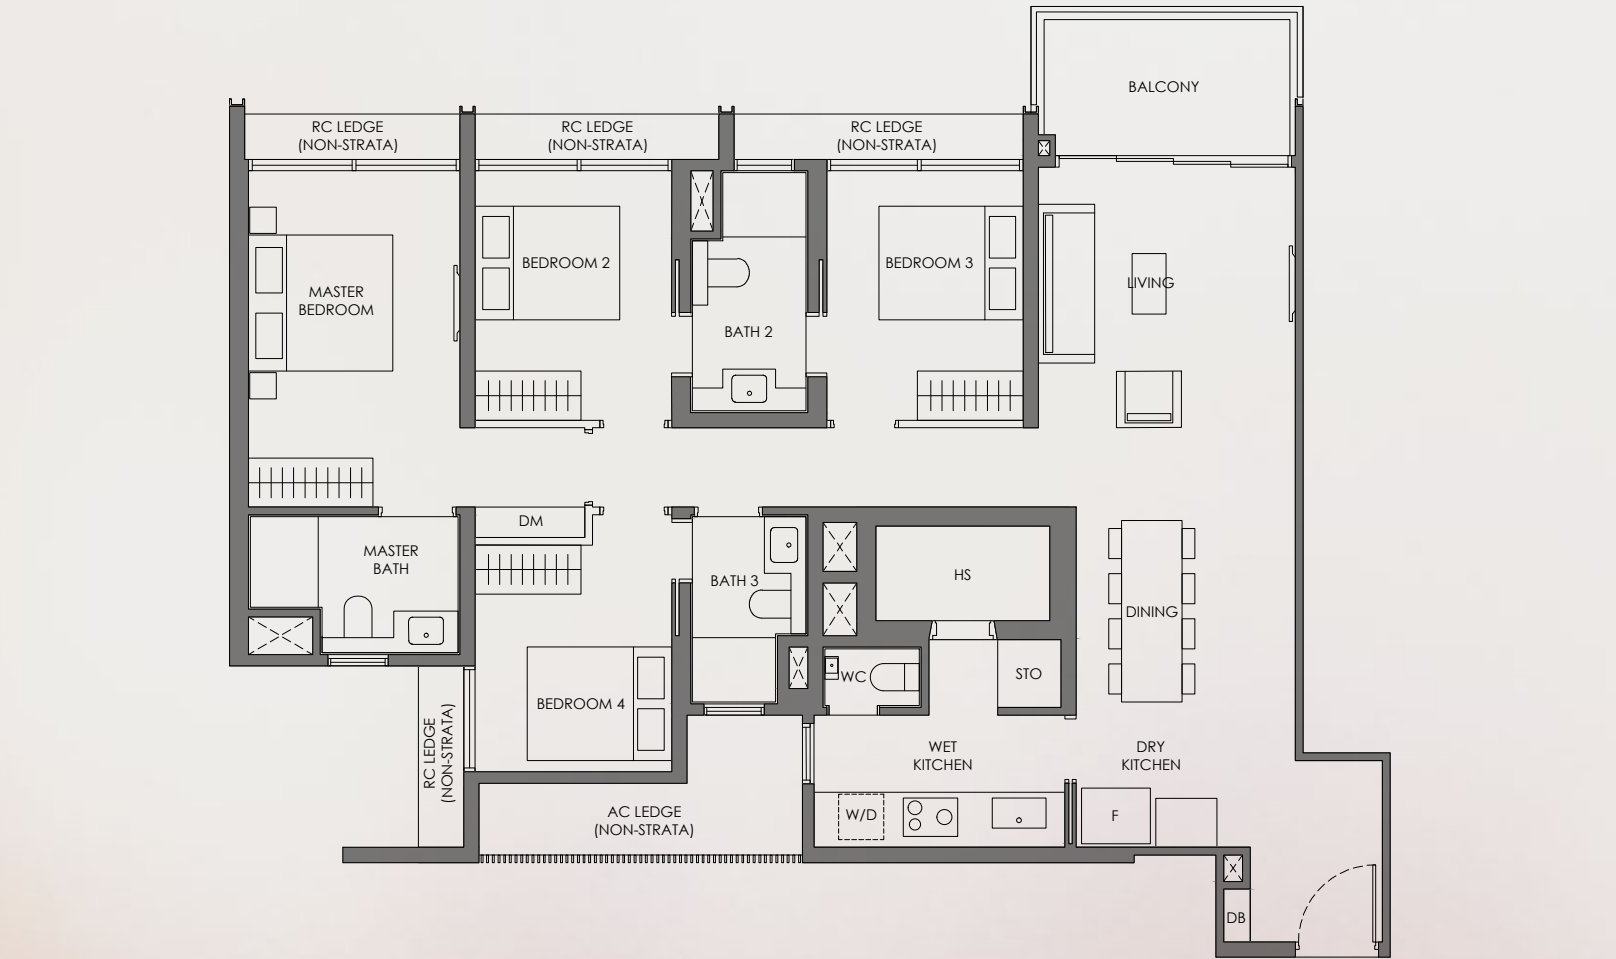 BALCONY
RC LEDGE
(NON-STRATA)
RC LEDGE
(NON-STRATA)
RC LEDGE
(NON-STRATA)
MASTER
BEDROOM
BEDROOM 2
BATH 2
BEDROOM 3
LIVING
DM
MASTER
BATH
BATH 3
HS
DINING
WC
STO
BEDROOM 4
RC LEDGE
(NON-STRATA)
WET
KITCHEN
DRY
KITCHEN
AC LEDGE
(NON-STRATA)
W/D
F
DB